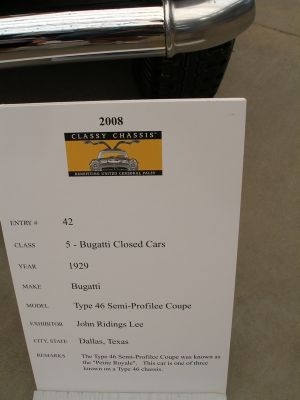 2008
CLASSY CHASSIS
BENEFITING UNITED CEREBRAL PALSY
ENTRY # 42
CLASS 5 - Bugatti Closed Cars
YEAR 1929
MAKE Bugatti
MODEL Type 46 Semi-Profilee Coupe
EXHIBITOR John Ridings Lee
CITY, STATE Dallas, Texas
REMARKS The Type 46 Semi-Profilee Coupe was known as
the "Petite Royale". This car is one of three
known on a Type 46 chassis.